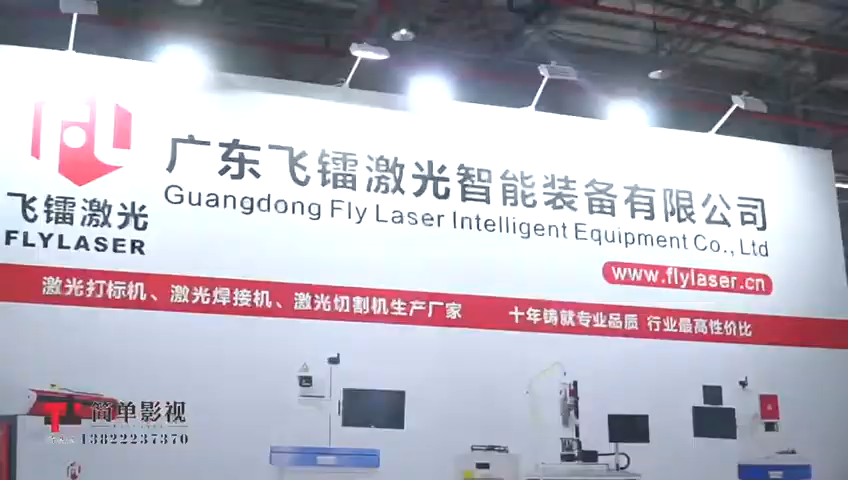 广东飞镭激光智能装备有限公司
Guangdong Fly Laser Intelligent Equipment Co., Ltd
飞镭激光
FLYLASER
www.flylaser.cn
激光打标机、激光焊接机、激光切割机生产厂家 十年铸就专业品质 行业最高性价比
简单影视
13822237370